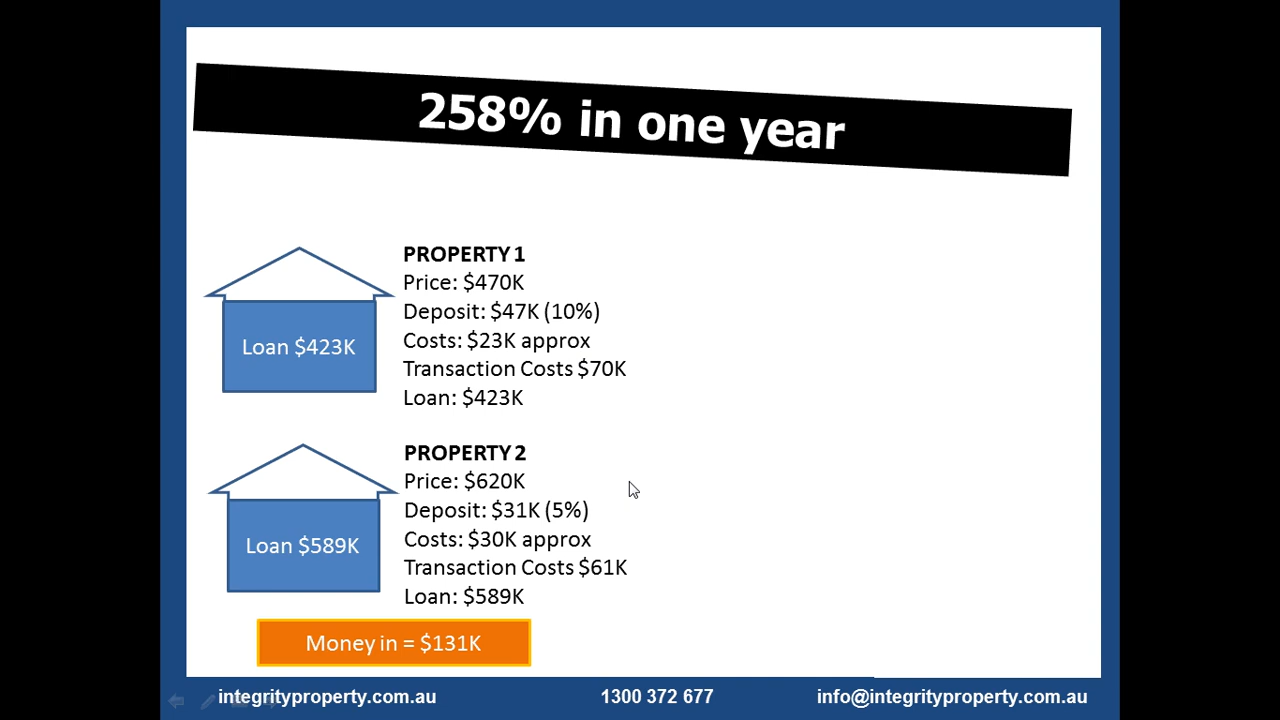 258% in one year
PROPERTY 1
Price: $470K
Deposit: $47K (10%)
Costs: $23K approx
Transaction Costs $70K
Loan: $423K
Loan $423K
PROPERTY 2
Price: $620K
Deposit: $31K (5%)
Costs: $30K approx
Transaction Costs $61K
Loan: $589K
Loan $589K
Money in = $131K
integrityproperty.com.au
1300 372 677
info@integrityproperty.com.au